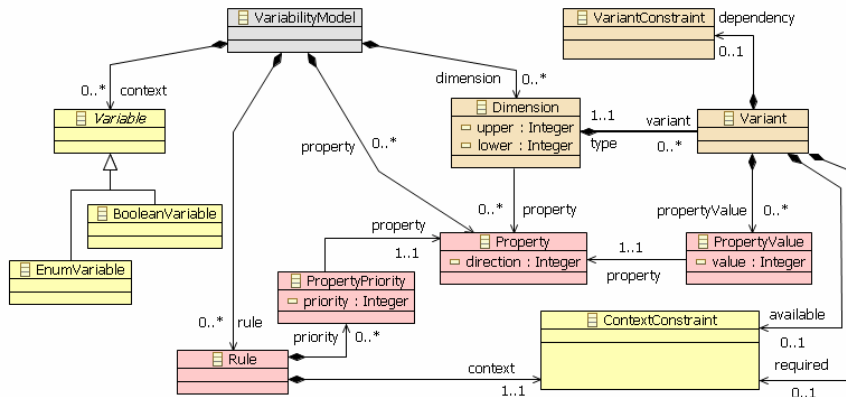 VariabilityModel
VariantConstraint
dependency
0..1
0..*
context
dimension
0..*
Variable
Dimension
upper : Integer
lower : Integer
1..1
type
variant
0..*
Variant
property
0..*
BooleanVariable
EnumVariable
0..*
property
propertyValue
0..*
property
1..1
Property
direction : Integer
1..1
property
PropertyValue
value : Integer
PropertyPriority
priority : Integer
0..*
rule
priority
0..*
ContextConstraint
available
0..1
required
0..1
Rule
context
1..1